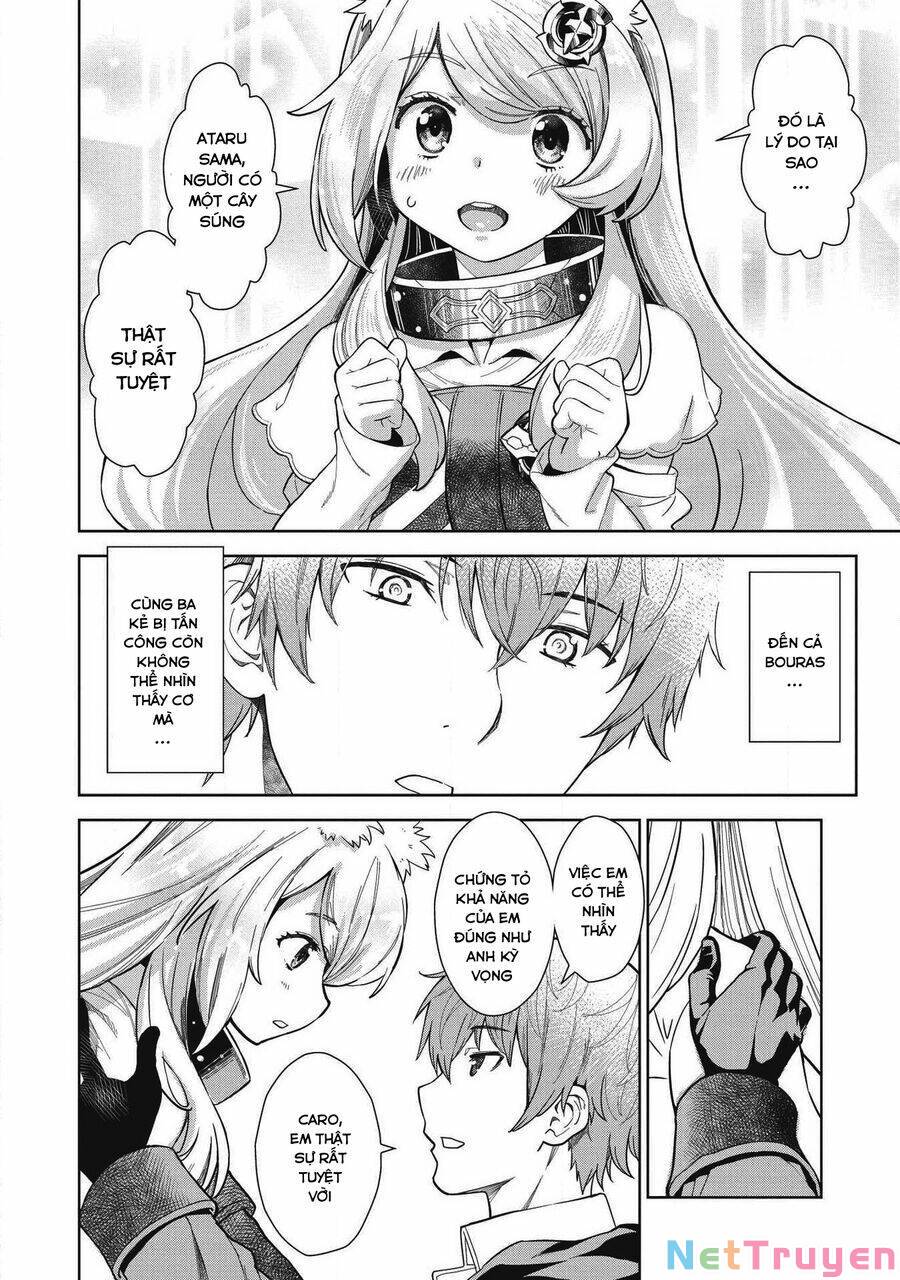 ĐÓ LÀ
LÝ DO TẠI
SAO
...
ATARU
SAMA,
NGƯỜI CÓ
MỘT CÂY
SÚNG
THẬT
SỰ RẤT
TUYỆT
ĐẾN CẢ
BOURAS
...
CÙNG BA
KẺ BỊ TẤN
CÔNG CÒN
KHÔNG
THỂ NHÌN
THẤY CƠ
MÀ
...
VIỆC EM
CÓ THỂ
NHÌN
THẤY
CHỨNG TỎ
KHẢ NĂNG
CỦA EM
ĐÚNG NHƯ
ANH KỲ
VỌNG
CARO,
EM THẬT
SỰ RẤT
TUYỆT
VỜI
NetTruyen